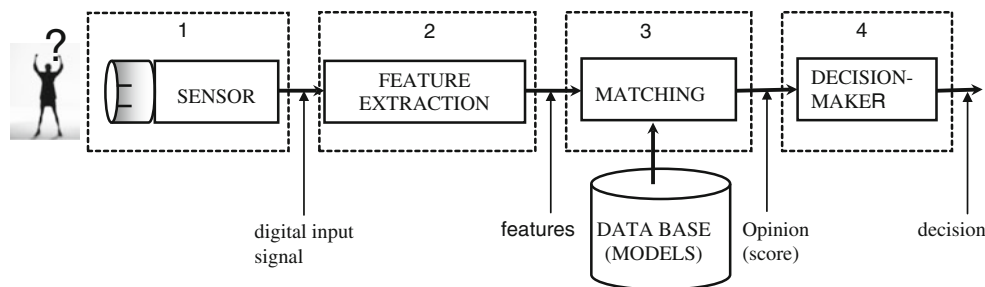 ?
1
2
3
4
SENSOR
FEATURE
EXTRACTION
MATCHING
DECISION-
MAKER
digital input
signal
features
DATA BASE
(MODELS)
Opinion
(score)
decision